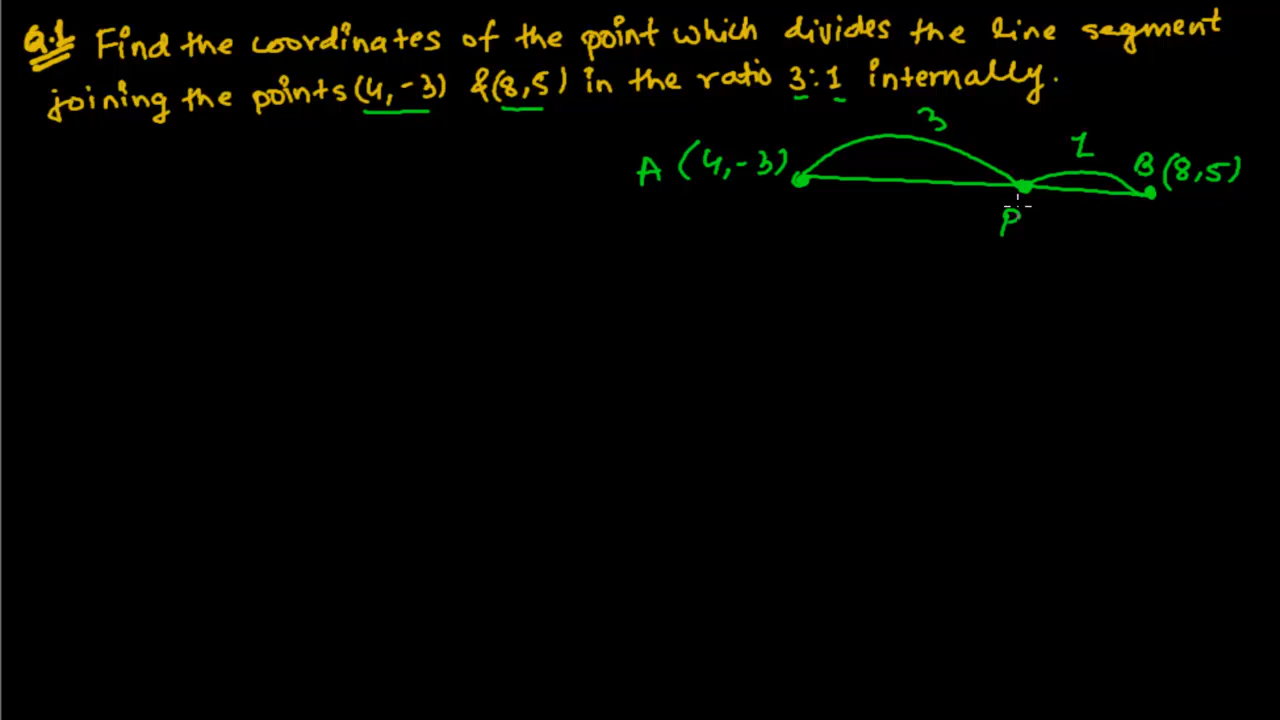 Q.1 Find the coordinates of the point which divides the line segment
joining the points (4,-3) &(8,5) in the ratio 3:1 internally.
3
1
A (4,-3)
B (8,5)
P